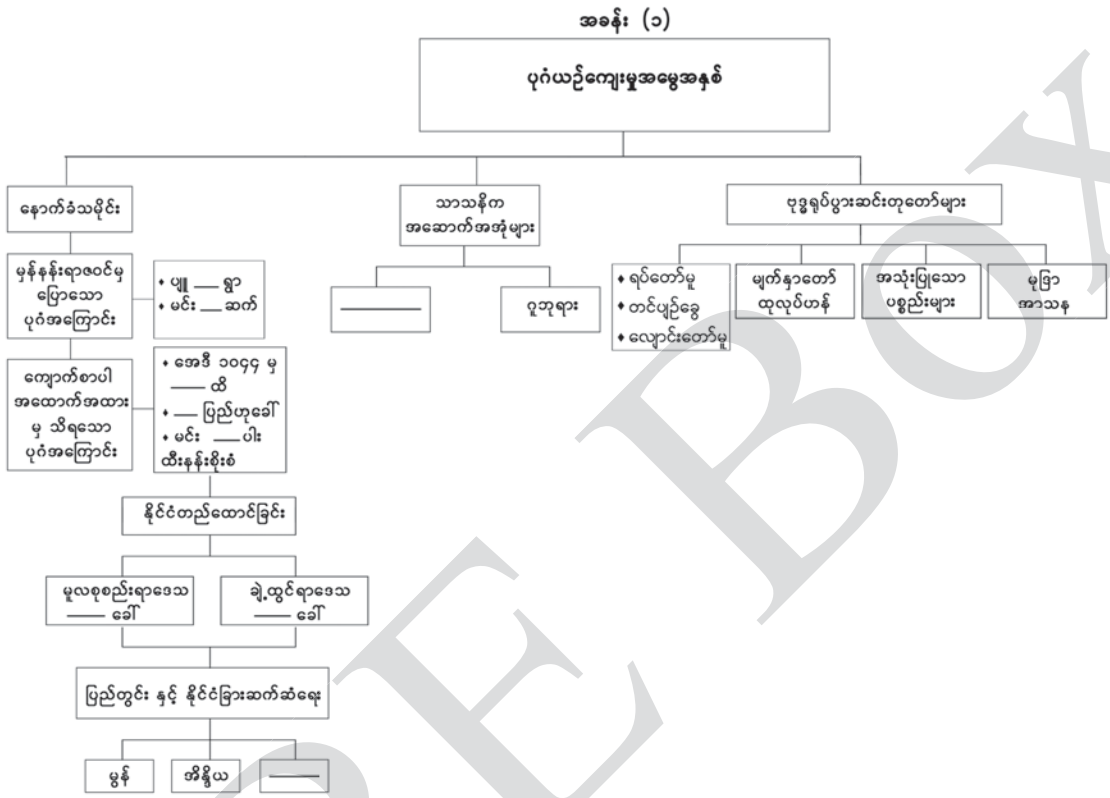 အခန်း (၁)
ပုဂံယဉ်ကျေးမှုအမွေအနှစ်
နောက်ခံသမိုင်း
မှန်နန်းရာဇဝင်မှ
ပြောသော
ပုဂံအကြောင်း
♦ ပျူ ___ ရွာ
♦ မင်း ___ ဆက်
ကျောက်စာပါ
အထောက်အထား
မှ သိရသော
ပုဂံအကြောင်း
♦ အေဒီ ၁၀၄၄ မှ
___ ထိ
♦ ___ ပြည်ဟုခေါ်
♦ မင်း ___ ပါး
ထီးနန်းစိုးစံ
နိုင်ငံတည်ထောင်ခြင်း
မူလစုစည်းရာဒေသ
___ ခေါ်
ချဲ့ထွင်ရာဒေသ
___ ခေါ်
ပြည်တွင်း နှင့် နိုင်ငံခြားဆက်ဆံရေး
မွန်
အိန္ဒိယ
___
သာသနိက
အဆောက်အအုံများ
___
ဂူဘုရား
ဗုဒ္ဓရုပ်ပွားဆင်းတုတော်များ
♦ ရပ်တော်မူ
♦ တင်ပျဉ်ခွေ
♦ လျောင်းတော်မူ
မျက်နှာတော်
ထုလုပ်ဟန်
အသုံးပြုသော
ပစ္စည်းများ
မုဒြာ
အာသန
PE BOX